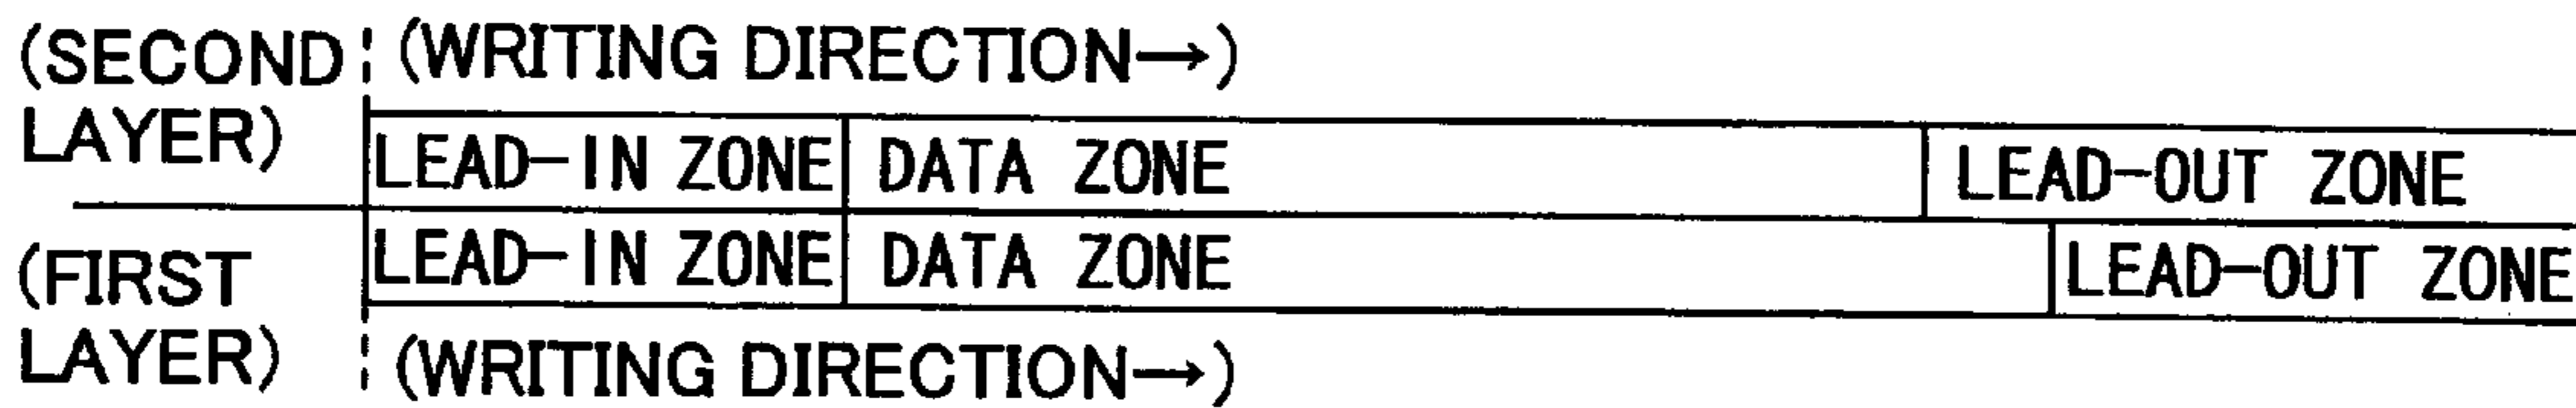 (SECOND LAYER) (WRITING DIRECTION→)
LEAD-IN ZONE DATA ZONE LEAD-OUT ZONE
LEAD-IN ZONE DATA ZONE LEAD-OUT ZONE
(FIRST LAYER) (WRITING DIRECTION→)